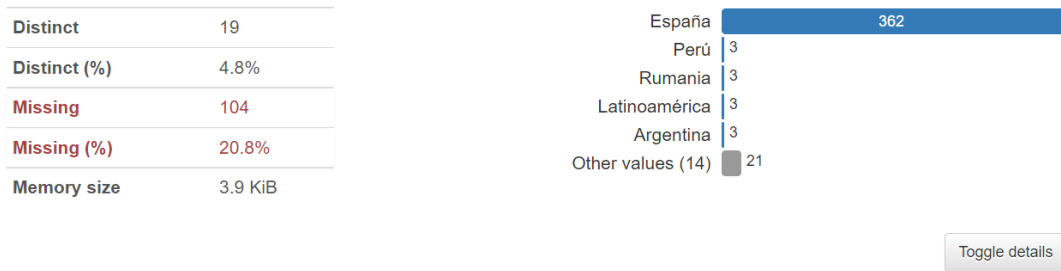 Distinct 19
Distinct (%) 4.8%
Missing 104
Missing (%) 20.8%
Memory size 3.9 KiB
España 362
Perú 3
Rumania 3
Latinoamérica 3
Argentina 3
Other values (14) 21
Toggle details